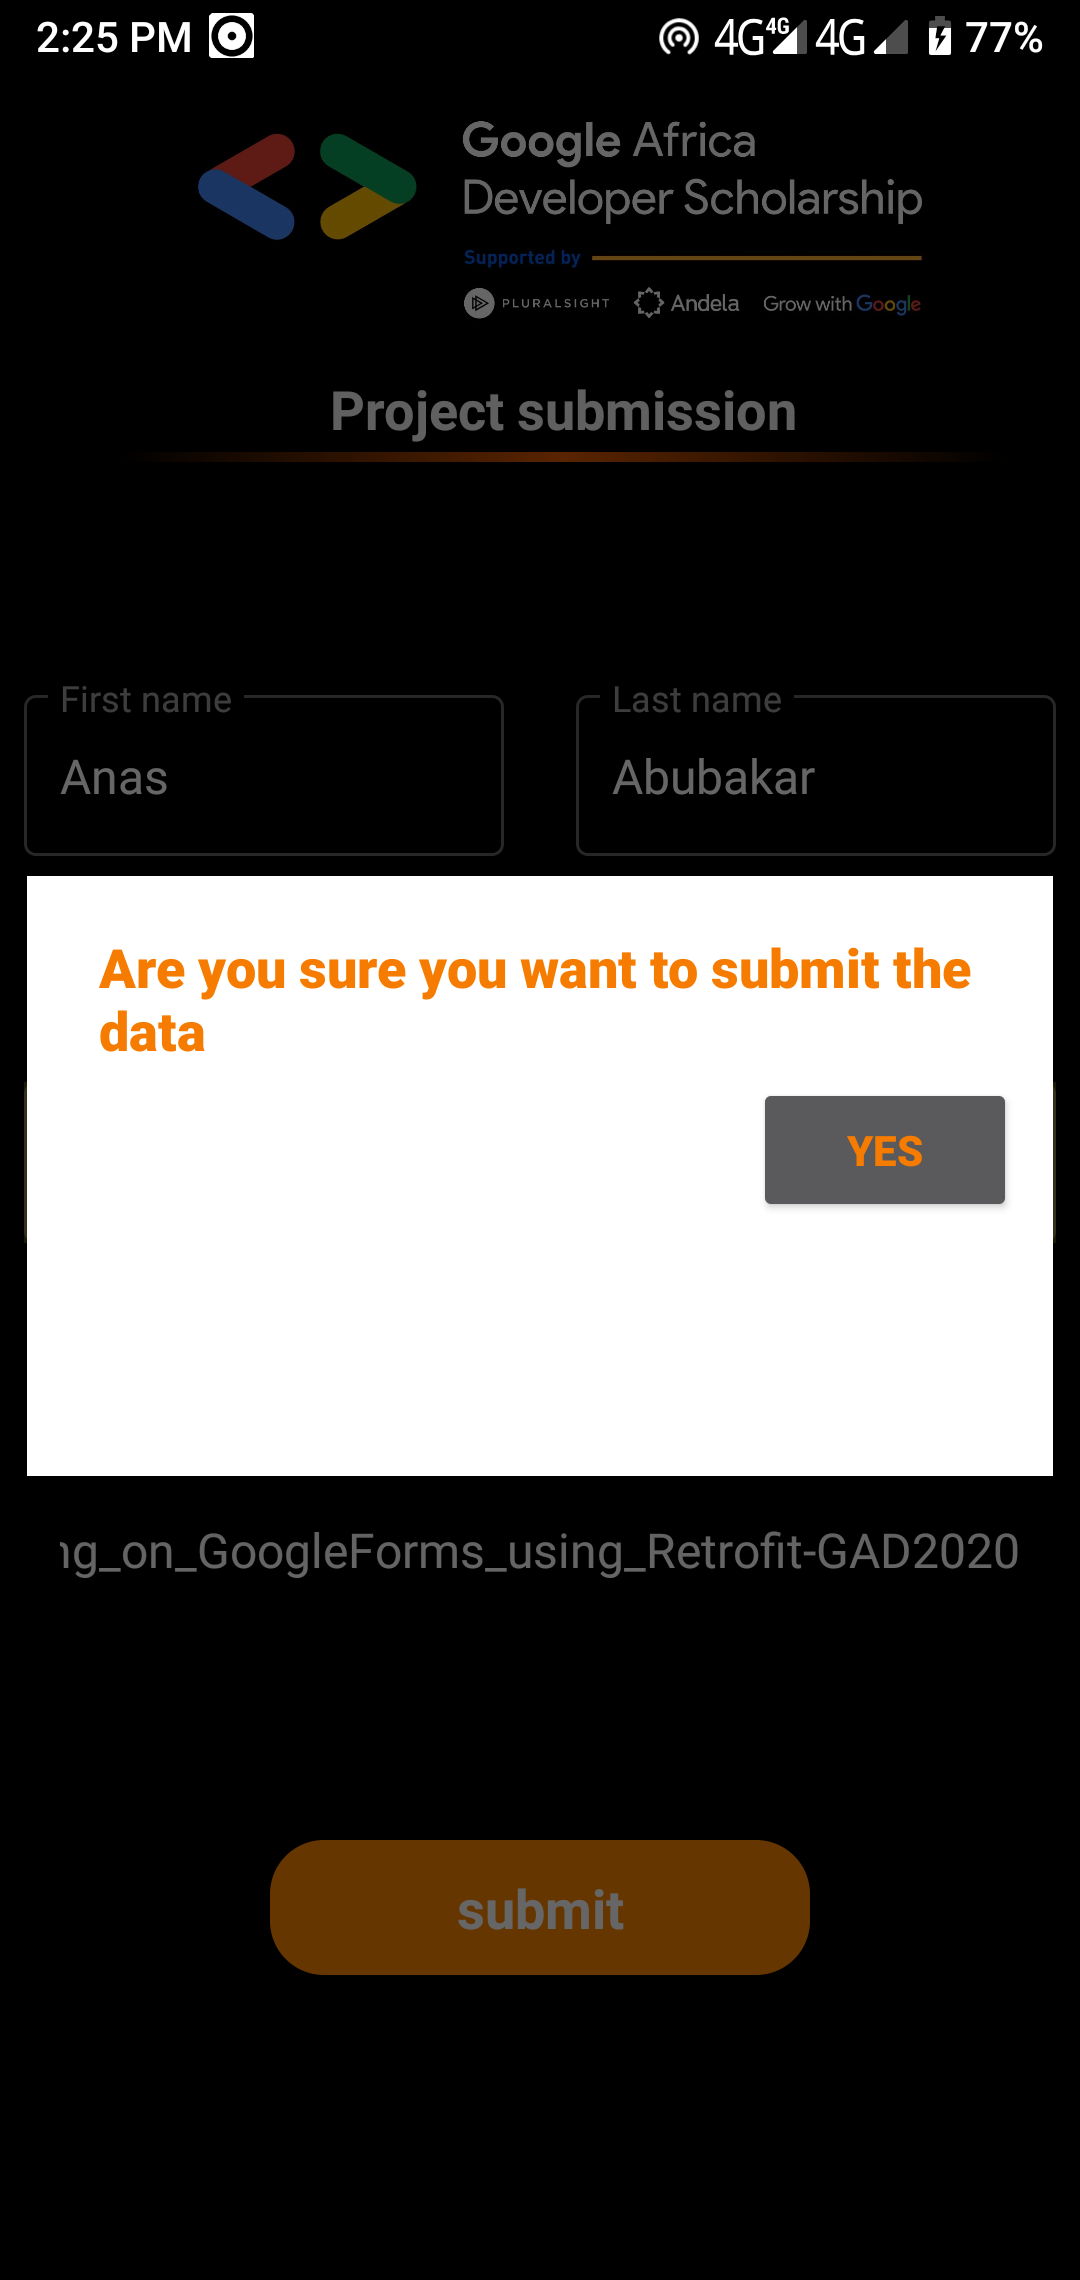 2:25 PM 4G 4G 4G 77%
Google Africa
Developer Scholarship
Supported by
PLURALSIGHT Andela Grow with Google
Project submission
First name Last name
Anas Abubakar
Are you sure you want to submit the
data
YES
ng_on_GoogleForms_using_Retrofit-GAD2020
submit